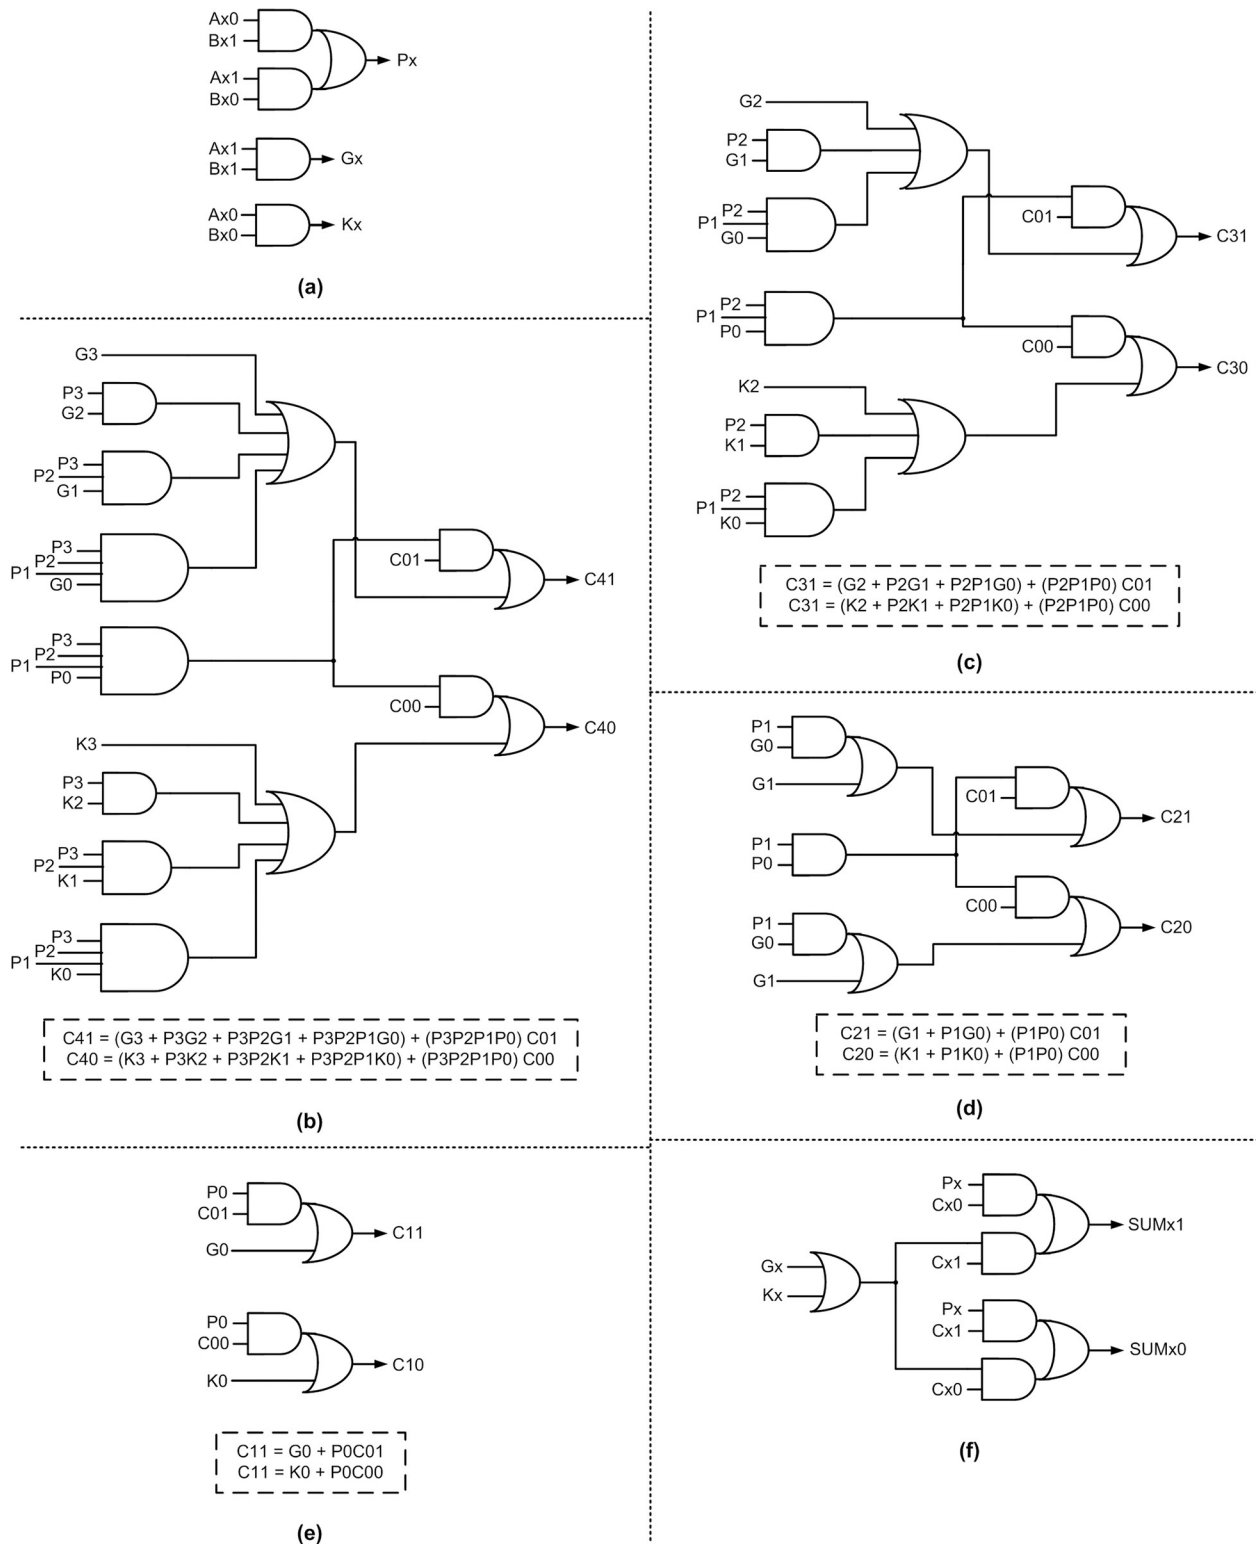 Ax0
Bx1
Px
Ax1
Bx0
Ax1
Bx1
Gx
Ax0
Bx0
Kx
(a)
G3
P3
G2
P3
P2
G1
P3
P2
P1
G0
C01
C41
P3
P2
P1
P0
C00
C40
K3
P3
K2
P3
P2
K1
P3
P2
P1
K0
C41 = (G3 + P3G2 + P3P2G1 + P3P2P1G0) + (P3P2P1P0) C01
C40 = (K3 + P3K2 + P3P2K1 + P3P2P1K0) + (P3P2P1P0) C00
(b)
G2
P2
G1
P2
P1
G0
C01
C31
P2
P1
P0
C00
C30
K2
P2
K1
P2
P1
K0
C31 = (G2 + P2G1 + P2P1G0) + (P2P1P0) C01
C31 = (K2 + P2K1 + P2P1K0) + (P2P1P0) C00
(c)
P1
G0
G1
C01
C21
P1
P0
C00
C20
P1
G0
G1
C21 = (G1 + P1G0) + (P1P0) C01
C20 = (K1 + P1K0) + (P1P0) C00
(d)
P0
C01
C11
G0
P0
C00
C10
K0
C11 = G0 + P0C01
C11 = K0 + P0C00
(e)
Px
Cx0
SUMx1
Gx
Cx1
Kx
Px
Cx1
SUMx0
Cx0
(f)